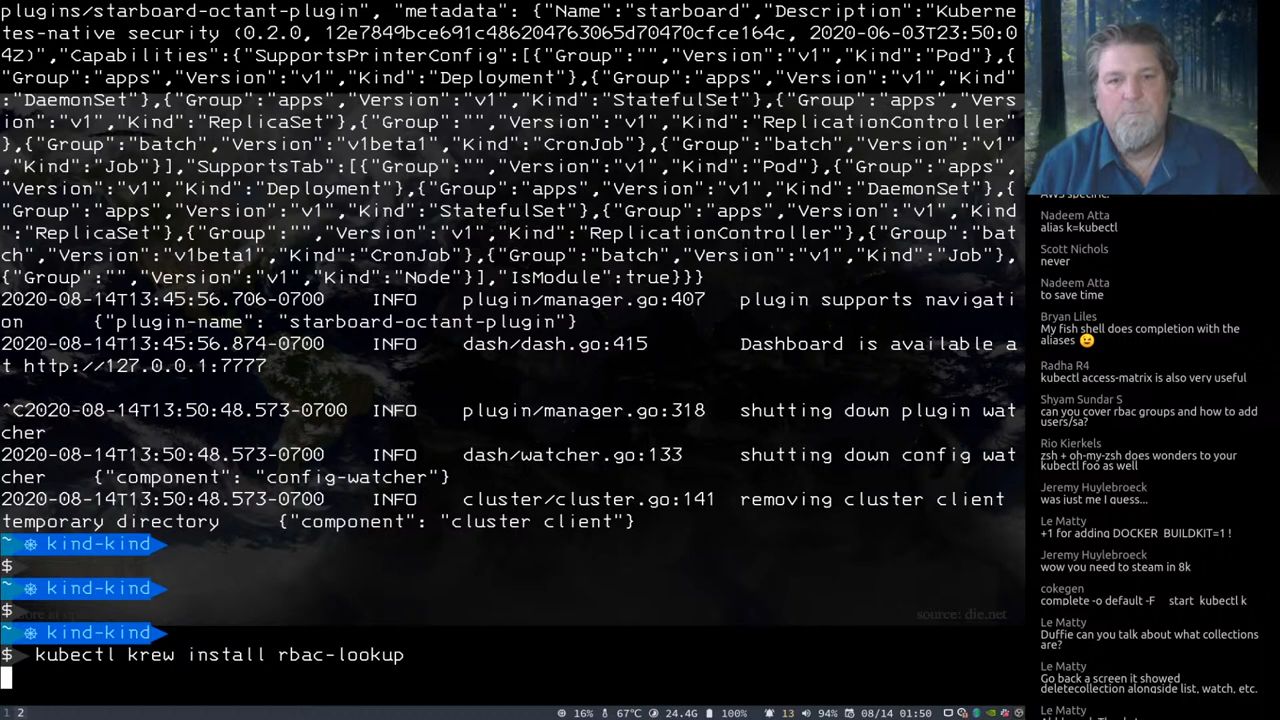 plugins/starboard-octant-plugin", "metadata": {"Name":"starboard","Description":"Kuberne
tes-native security (0.2.0, 12e7849bce691c486204763065d70470cfce164c, 2020-06-03T23:50:0
4Z)","Capabilities":{"SupportsPrinterConfig":[{"Group":"","Version":"v1","Kind":"Pod"},{
"Group":"apps","Version":"v1","Kind":"Deployment"},{"Group":"apps","Version":"v1","Kind"
:"DaemonSet"},{"Group":"apps","Version":"v1","Kind":"StatefulSet"},{"Group":"apps","Vers
ion":"v1","Kind":"ReplicaSet"},{"Group":"","Version":"v1","Kind":"ReplicationController"
},{"Group":"batch","Version":"v1beta1","Kind":"CronJob"},{"Group":"batch","Version":"v1"
,"Kind":"Job"}],"SupportsTab":[{"Group":"","Version":"v1","Kind":"Pod"},{"Group":"apps",
"Version":"v1","Kind":"Deployment"},{"Group":"apps","Version":"v1","Kind":"DaemonSet"},{
"Group":"apps","Version":"v1","Kind":"StatefulSet"},{"Group":"apps","Version":"v1","Kind
":"ReplicaSet"},{"Group":"","Version":"v1","Kind":"ReplicationController"},{"Group":"bat
ch","Version":"v1beta1","Kind":"CronJob"},{"Group":"batch","Version":"v1","Kind":"Job"},
{"Group":"","Version":"v1","Kind":"Node"}],"IsModule":true}}}
2020-08-14T13:45:56.706-0700 INFO plugin/manager.go:407 plugin supports navigati
on {"plugin-name": "starboard-octant-plugin"}
2020-08-14T13:45:56.874-0700 INFO dash/dash.go:415 Dashboard is available a
t http://127.0.0.1:7777
^C2020-08-14T13:50:48.573-0700 INFO plugin/manager.go:318 shutting down plugin wat
cher
2020-08-14T13:50:48.573-0700 INFO dash/watcher.go:133 shutting down config wat
cher {"component": "config-watcher"}
2020-08-14T13:50:48.573-0700 INFO cluster/cluster.go:141 removing cluster client
temporary directory {"component": "cluster client"}
~ ⎈ kind-kind
$
~ ⎈ kind-kind
$
source: die.net
~ ⎈ kind-kind
$ kubectl krew install rbac-lookup
1 2
16% 67°C 24.4G 100% 13 94% 08/14 01:50
AWS specific.
Nadeem Atta
alias k=kubectl
Scott Nichols
never
Nadeem Atta
to save time
Bryan Liles
My fish shell does completion with the
aliases 😉
Radha R4
kubectl access-matrix is also very useful
Shyam Sundar S
can you cover rbac groups and how to add
users/sa?
Rio Kierkels
zsh + oh-my-zsh does wonders to your
kubectl foo as well
Jeremy Huylebroeck
was just me I guess...
Le Matty
+1 for adding DOCKER_BUILDKIT=1 !
Jeremy Huylebroeck
wow you need to steam in 8k
cokegen
complete -o default -F __start_kubectl k
Le Matty
Duffie can you talk about what collections
are?
Le Matty
Go back a screen it showed
deletecollection alongside list, watch, etc.
Le Matty